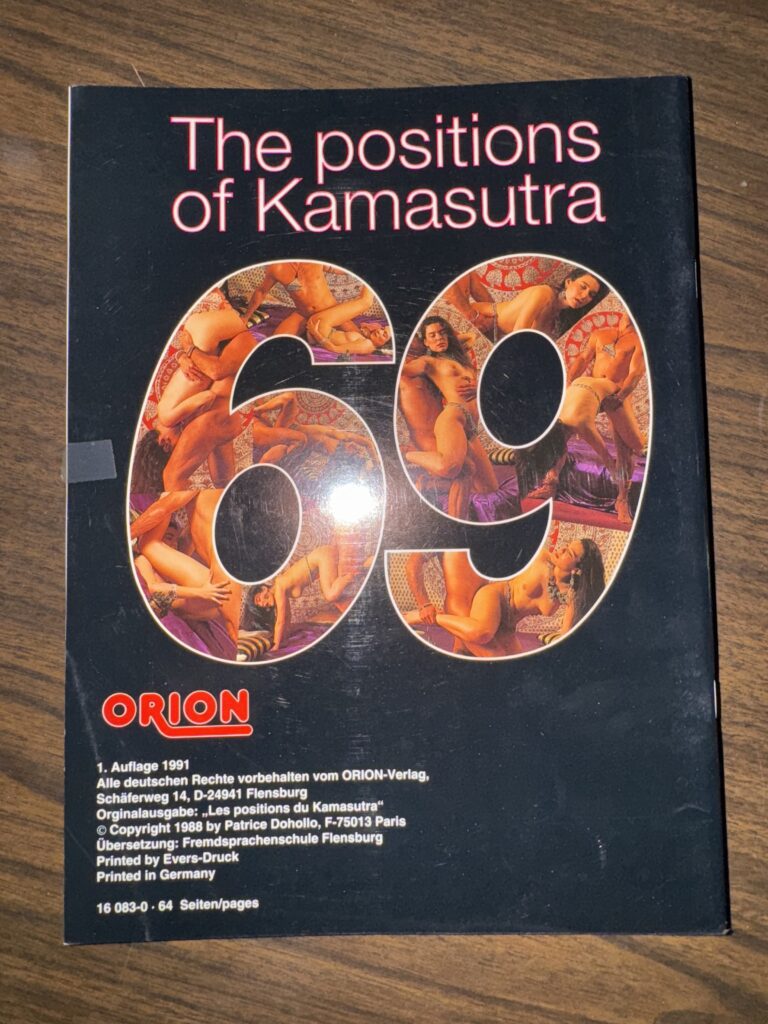 The positions
of Kamasutra
69
ORION
1. Auflage 1991
Alle deutschen Rechte vorbehalten vom ORION-Verlag,
Schäferweg 14, D-24941 Flensburg
Orginalausgabe: „Les positions du Kamasutra“
© Copyright 1988 by Patrice Dohollo, F-75013 Paris
Übersetzung: Fremdsprachenschule Flensburg
Printed by Evers-Druck
Printed in Germany
16 083-0 · 64 Seiten/pages